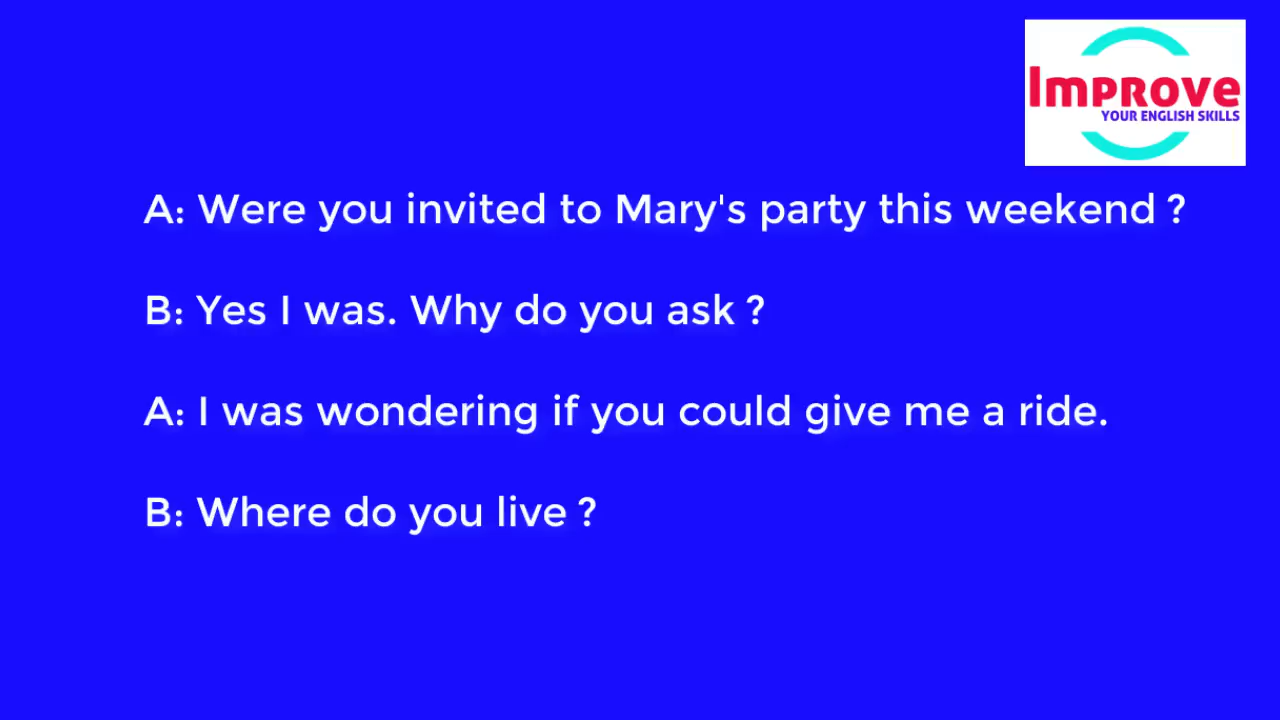 Improve
YOUR ENGLISH SKILLS
A: Were you invited to Mary's party this weekend ?
B: Yes I was. Why do you ask ?
A: I was wondering if you could give me a ride.
B: Where do you live ?